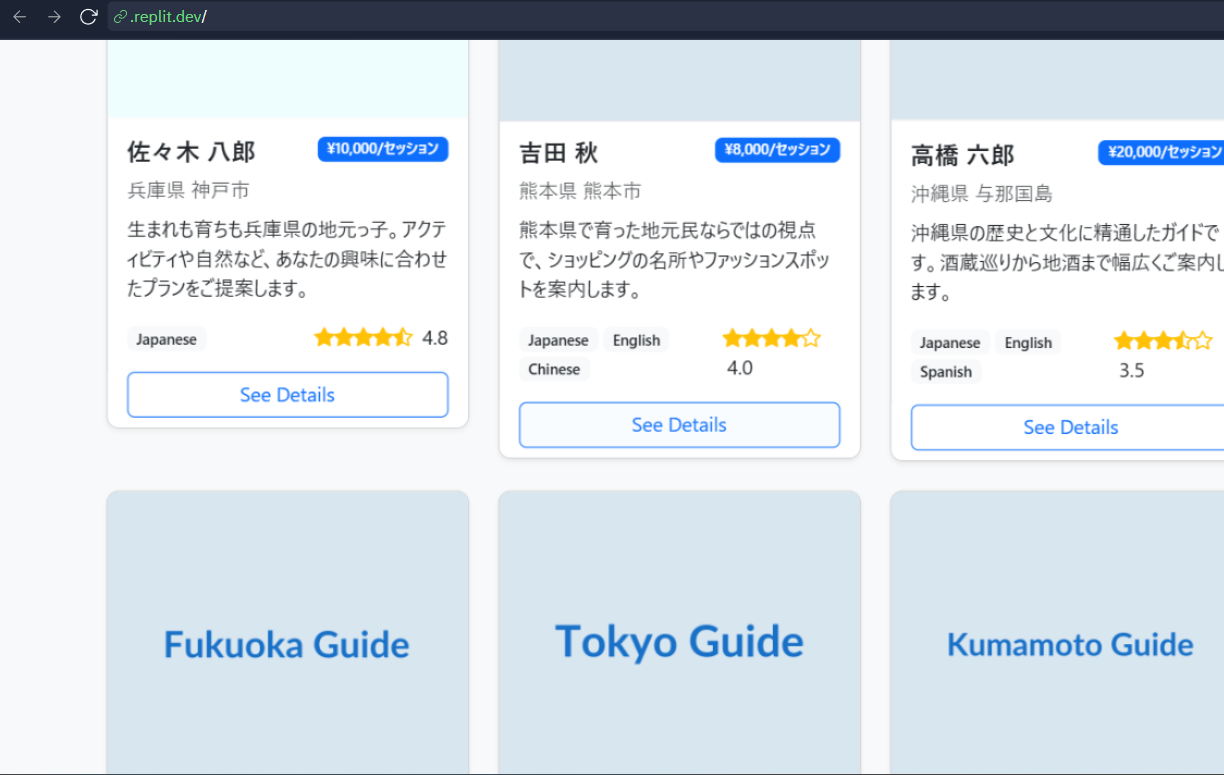 .replit.dev/
佐々木 八郎
¥10,000/セッション
兵庫県 神戸市
生まれも育ちも兵庫県の地元っ子。アクテ
ィビティや自然など、あなたの興味に合わせ
たプランをご提案します。
Japanese
4.8
See Details
吉田 秋
¥8,000/セッション
熊本県 熊本市
熊本県で育った地元民ならではの視点
で、ショッピングの名所やファッションスポッ
トを案内します。
Japanese English
Chinese
4.0
See Details
高橋 六郎
¥20,000/セッション
沖縄県 与那国島
沖縄県の歴史と文化に精通したガイドで
す。酒蔵巡りから地酒まで幅広くご案内し
ます。
Japanese English
Spanish
3.5
See Details
Fukuoka Guide
Tokyo Guide
Kumamoto Guide